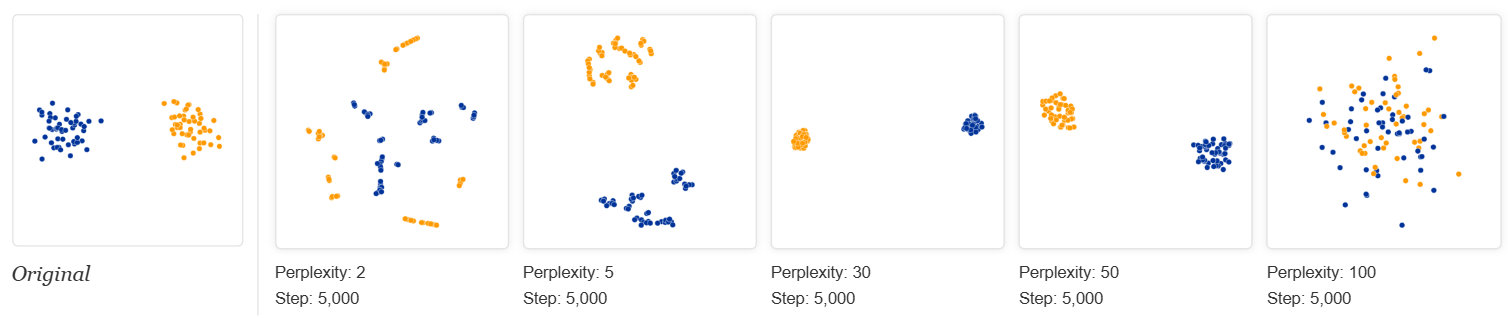 Original
Perplexity: 2
Step: 5,000
Perplexity: 5
Step: 5,000
Perplexity: 30
Step: 5,000
Perplexity: 50
Step: 5,000
Perplexity: 100
Step: 5,000